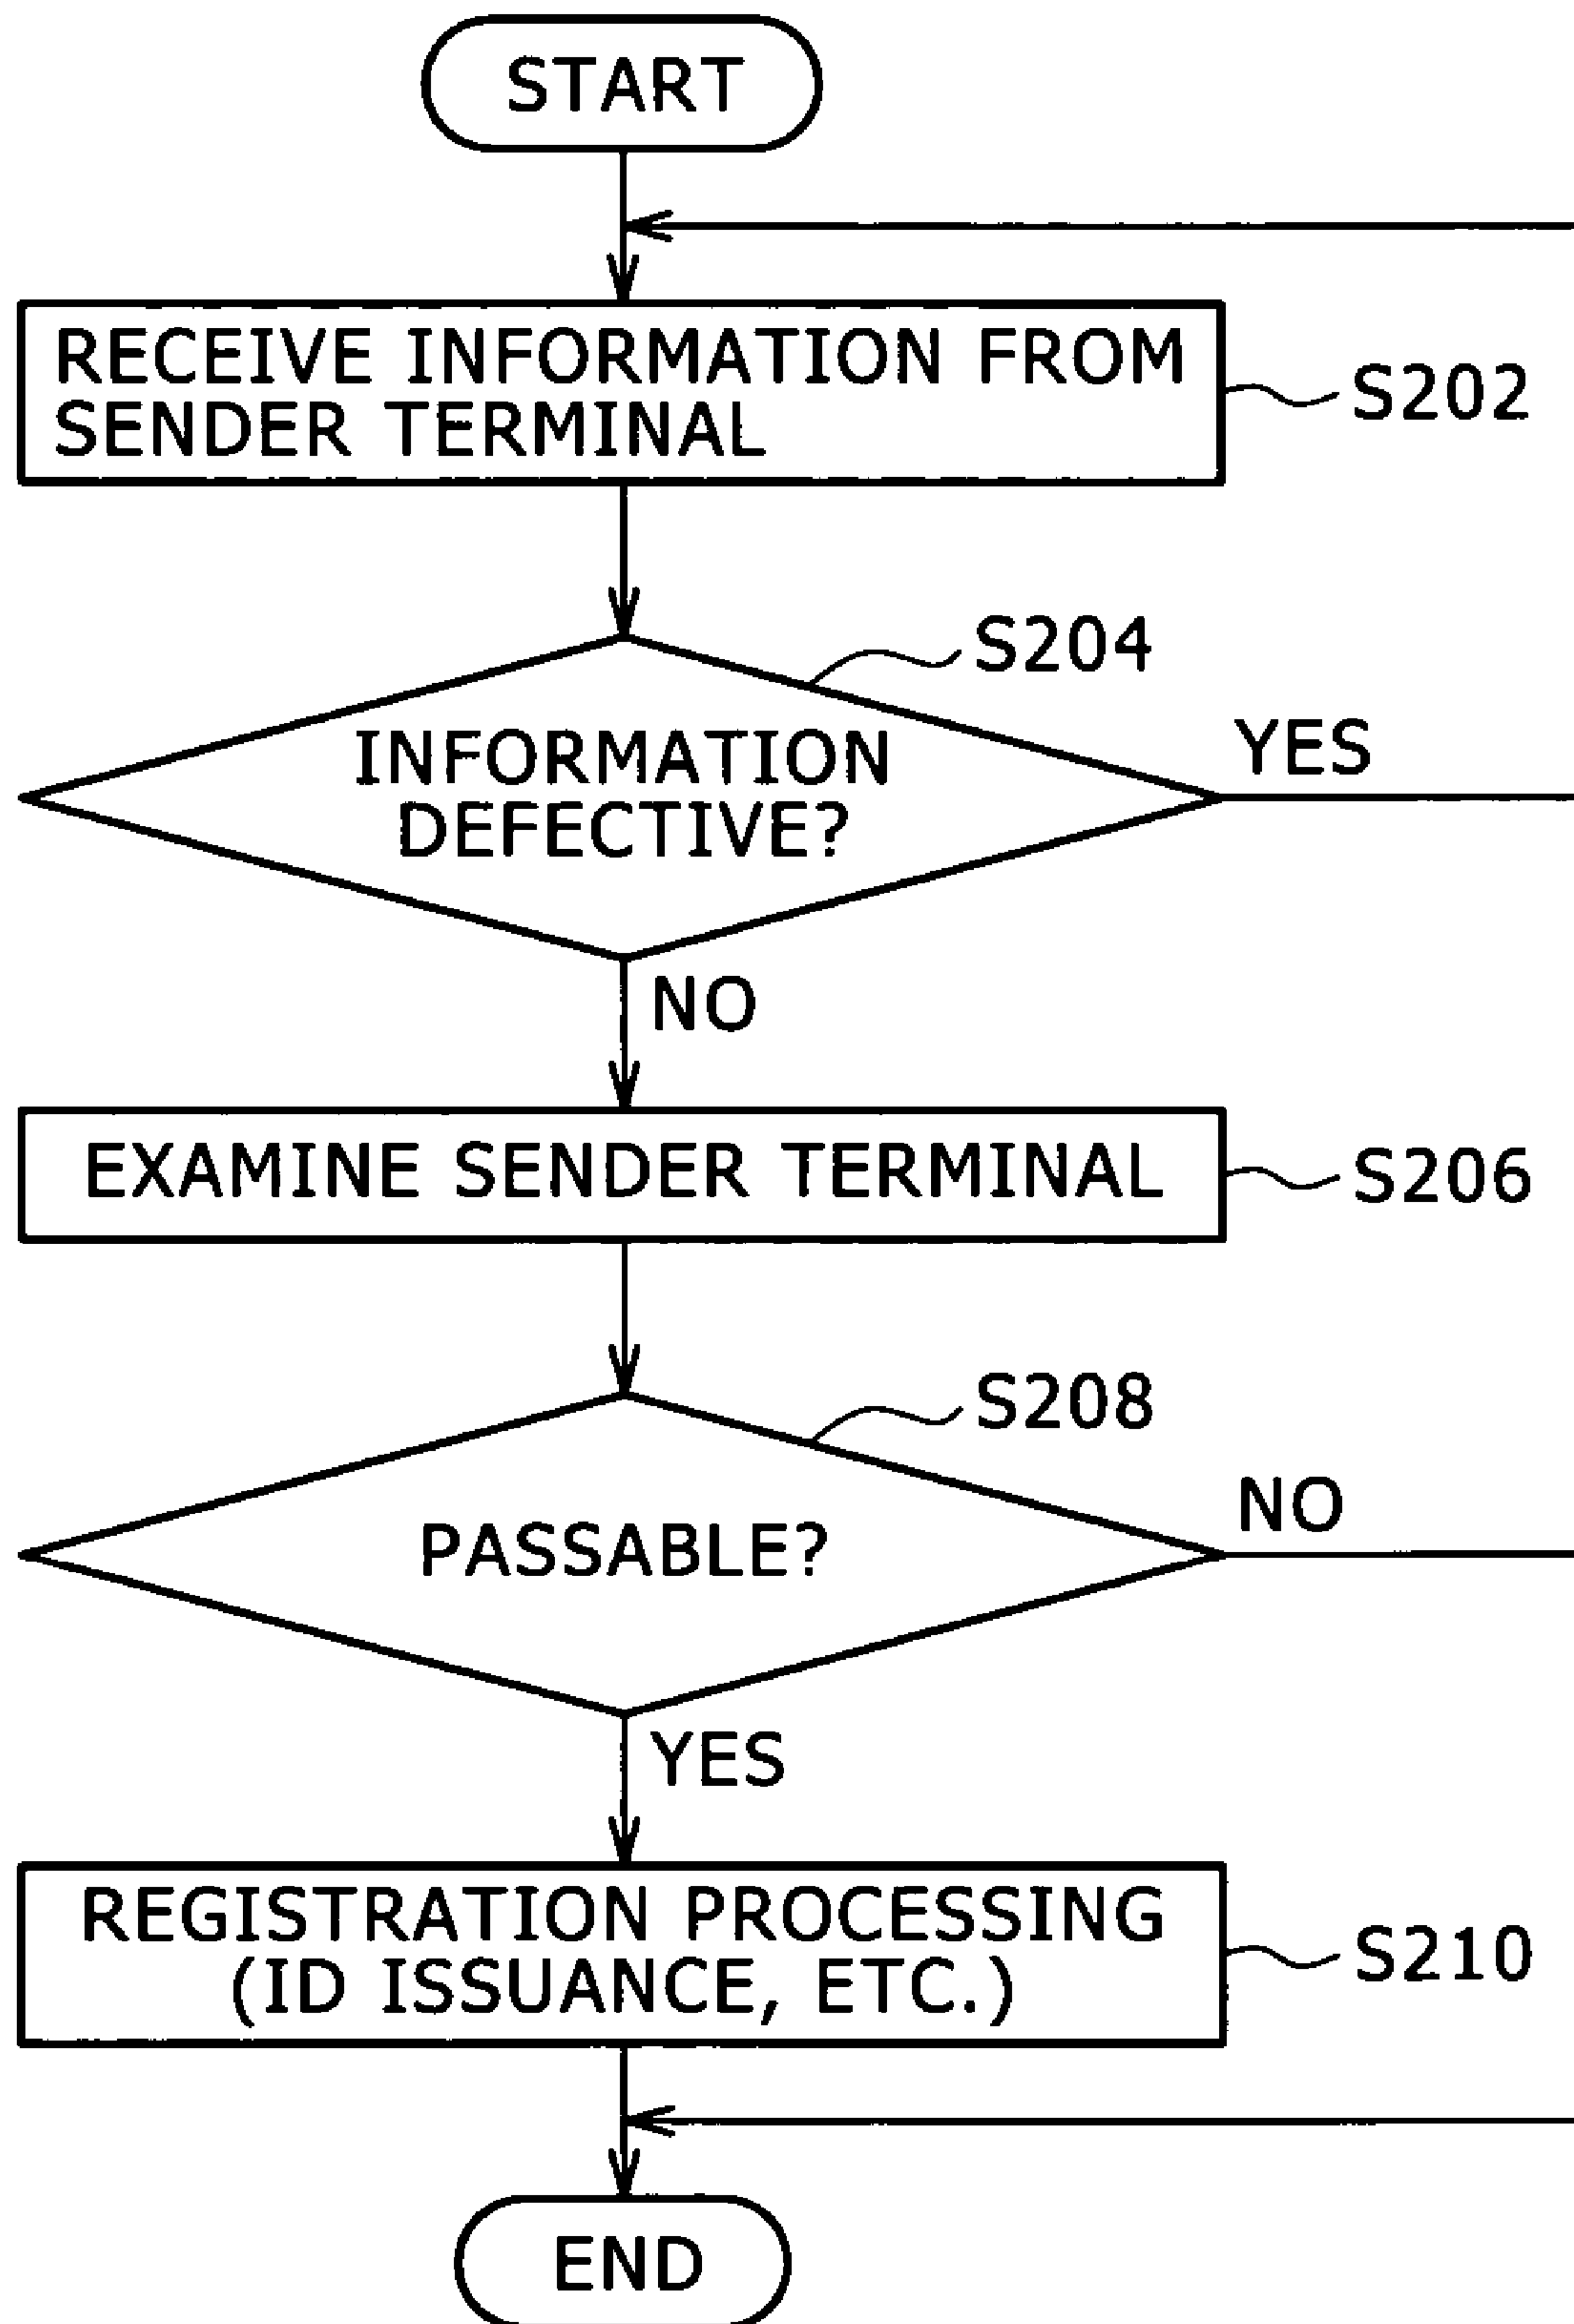 START
RECEIVE INFORMATION FROM
SENDER TERMINAL
S202
S204
INFORMATION
DEFECTIVE?
YES
NO
EXAMINE SENDER TERMINAL
S206
S208
PASSABLE?
NO
YES
REGISTRATION PROCESSING
(ID ISSUANCE, ETC.)
S210
END